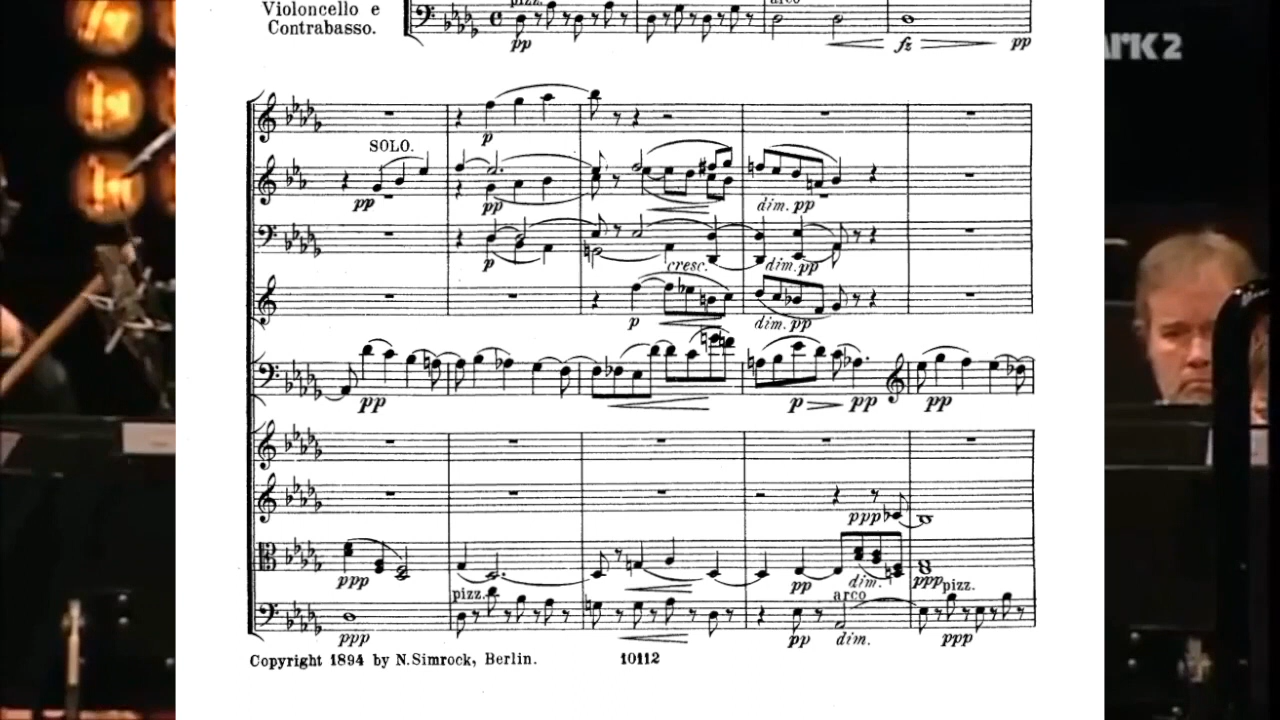 Violoncello e
Contrabasso.
pizz. arco
pp fz pp
p
SOLO.
pp pp dim. pp
p cresc. dim. pp
p dim. pp
pp p pp pp
ppp
ppp pp dim. ppp
pizz. arco pizz.
ppp pp dim. ppp
Copyright 1894 by N. Simrock, Berlin. 10112